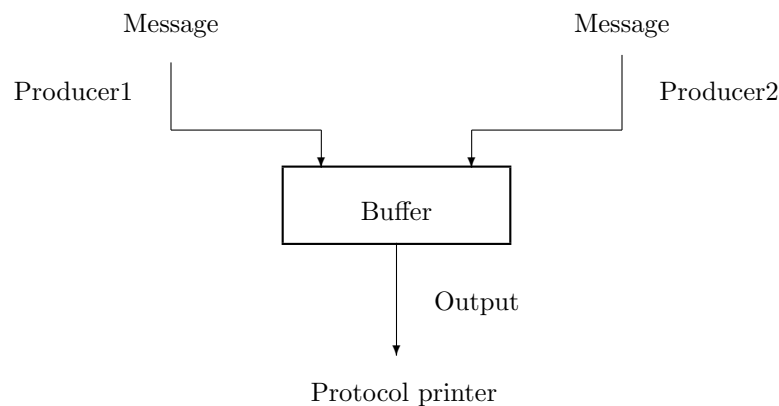 Message
Message
Producer1
Producer2
Buffer
Output
Protocol printer